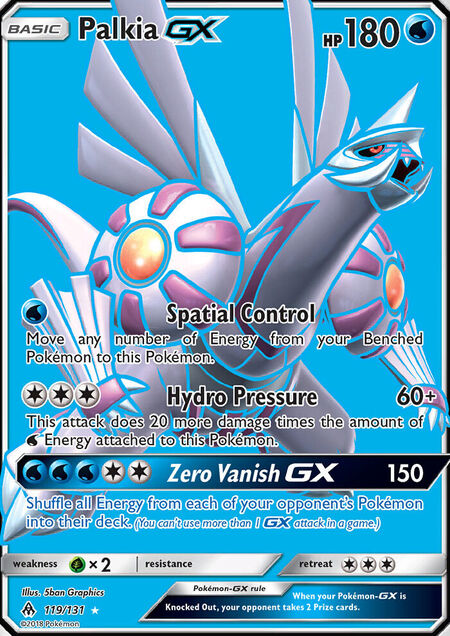 BASIC Palkia GX HP 180
Spatial Control
Move any number of Energy from your Benched
Pokémon to this Pokémon.
Hydro Pressure 60+
This attack does 20 more damage times the amount of
Energy attached to this Pokémon.
Zero Vanish GX 150
Shuffle all Energy from each of your opponent's Pokémon
into their deck. (You can't use more than 1 GX attack in a game.)
weakness ×2 resistance retreat
Illus. 5ban Graphics
Pokémon-GX rule
119/131
When your Pokémon-GX is
Knocked Out, your opponent takes 2 Prize cards.
©2018 Pokémon